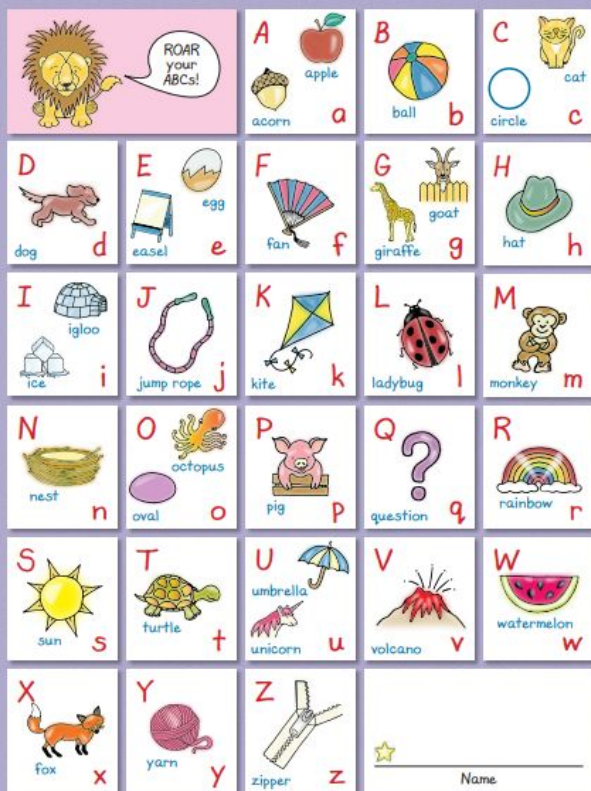 ROAR
your
ABCs!
A
apple
acorn
a
B
ball
b
C
cat
circle
c
D
dog
d
E
egg
easel
e
F
fan
f
G
goat
giraffe
g
H
hat
h
I
igloo
ice
i
J
jump rope
j
K
kite
k
L
ladybug
l
M
monkey
m
N
nest
n
O
octopus
oval
o
P
pig
p
Q
question
q
R
rainbow
r
S
sun
s
T
turtle
t
U
umbrella
unicorn
u
V
volcano
v
W
watermelon
w
X
fox
x
Y
yarn
y
Z
zipper
z
Name